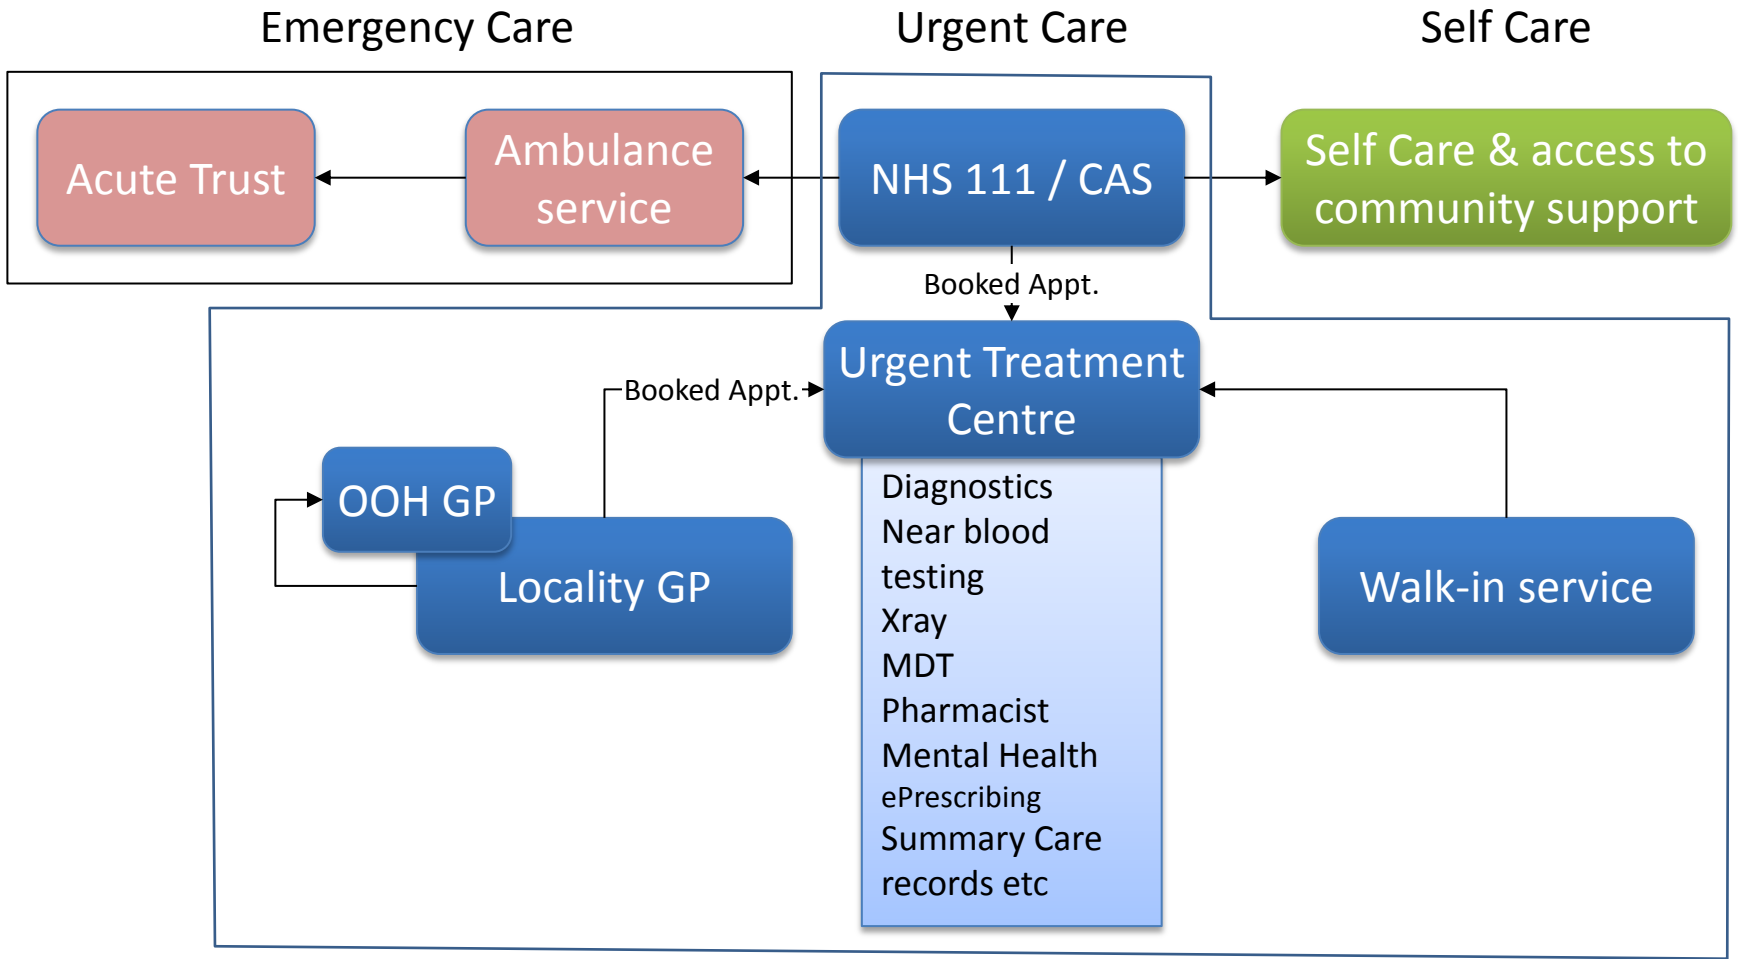 Emergency Care
Urgent Care
Self Care
Acute Trust
Ambulance
service
NHS 111 / CAS
Self Care & access to
community support
Booked Appt.
Urgent Treatment
Centre
Booked Appt.
OOH GP
Locality GP
Diagnostics
Near blood
testing
Xray
MDT
Pharmacist
Mental Health
ePrescribing
Summary Care
records etc
Walk-in service